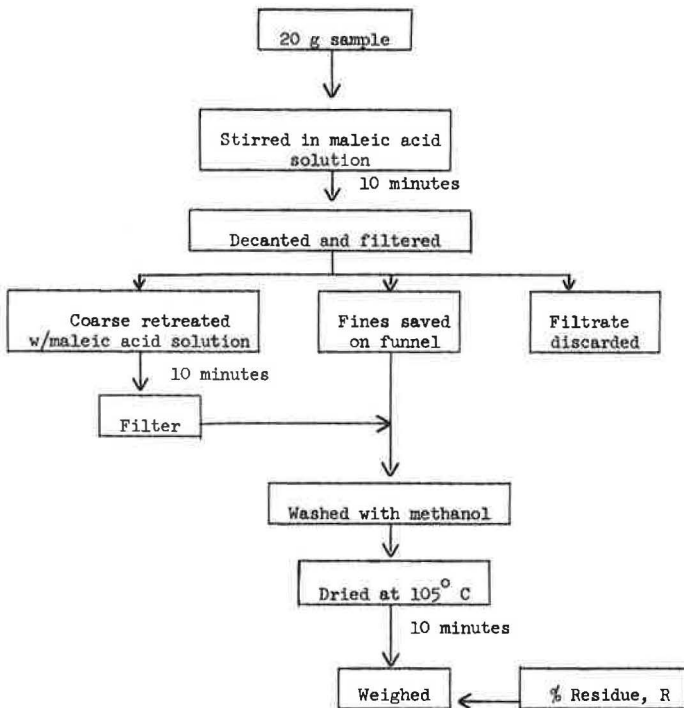 20 g sample
Stirred in maleic acid
solution
10 minutes
Decanted and filtered
Coarse retreated
w/maleic acid solution
Fines saved
on funnel
Filtrate
discarded
10 minutes
Filter
Washed with methanol
Dried at 105° C
10 minutes
Weighed
% Residue, R